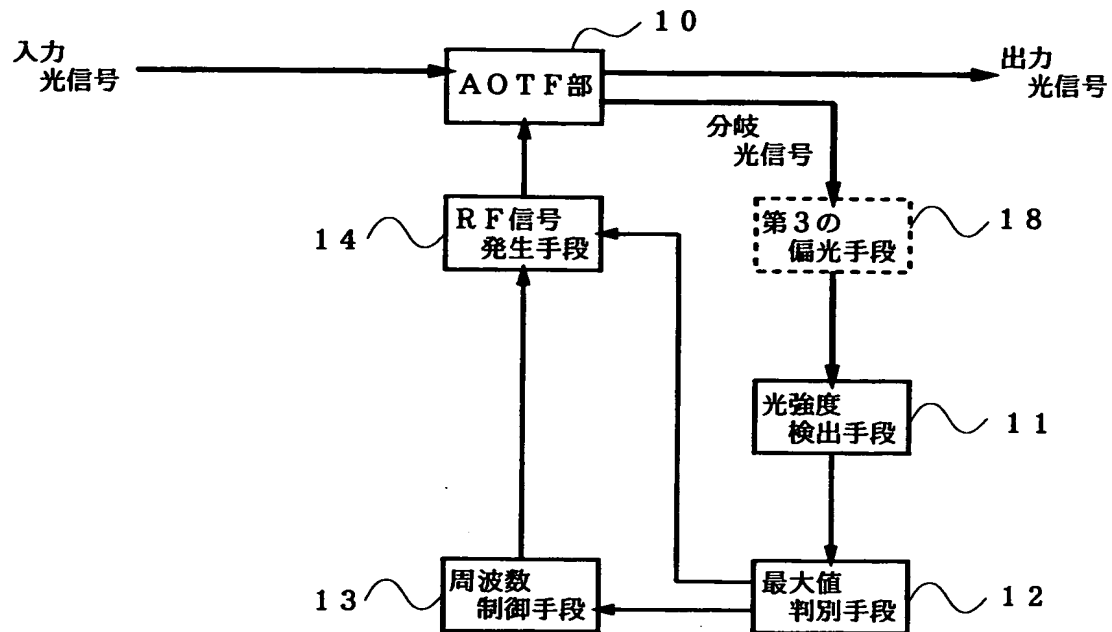 １０
入力
光信号
ＡＯＴＦ部
出力
光信号
分岐
光信号
ＲＦ信号
発生手段
１４
第３の
偏光手段
１８
光強度
検出手段
１１
周波数
制御手段
１３
最大値
判別手段
１２